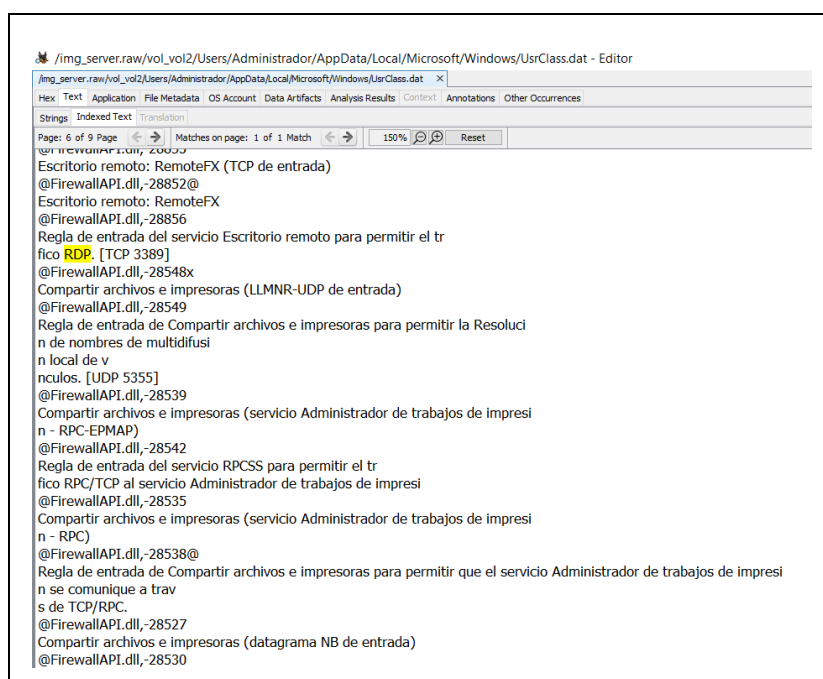 /img_server.raw/vol_vol2/Users/Administrador/AppData/Local/Microsoft/Windows/UsrClass.dat - Editor
/img_server.raw/vol_vol2/Users/Administrador/AppData/Local/Microsoft/Windows/UsrClass.dat ×
Hex Text Application File Metadata OS Account Data Artifacts Analysis Results Context Annotations Other Occurrences
Strings Indexed Text Translation
Page: 6 of 9 Page Matches on page: 1 of 1 Match 150% Reset
@FirewallAPI.dll,-28853
Escritorio remoto: RemoteFX (TCP de entrada)
@FirewallAPI.dll,-28852@
Escritorio remoto: RemoteFX
@FirewallAPI.dll,-28856
Regla de entrada del servicio Escritorio remoto para permitir el tr
fico RDP. [TCP 3389]
@FirewallAPI.dll,-28548x
Compartir archivos e impresoras (LLMNR-UDP de entrada)
@FirewallAPI.dll,-28549
Regla de entrada de Compartir archivos e impresoras para permitir la Resoluci
n de nombres de multidifusi
n local de v
nculos. [UDP 5355]
@FirewallAPI.dll,-28539
Compartir archivos e impresoras (servicio Administrador de trabajos de impresi
n - RPC-EPMAP)
@FirewallAPI.dll,-28542
Regla de entrada del servicio RPCSS para permitir el tr
fico RPC/TCP al servicio Administrador de trabajos de impresi
@FirewallAPI.dll,-28535
Compartir archivos e impresoras (servicio Administrador de trabajos de impresi
n - RPC)
@FirewallAPI.dll,-28538@
Regla de entrada de Compartir archivos e impresoras para permitir que el servicio Administrador de trabajos de impresi
n se comunique a trav
s de TCP/RPC.
@FirewallAPI.dll,-28527
Compartir archivos e impresoras (datagrama NB de entrada)
@FirewallAPI.dll,-28530